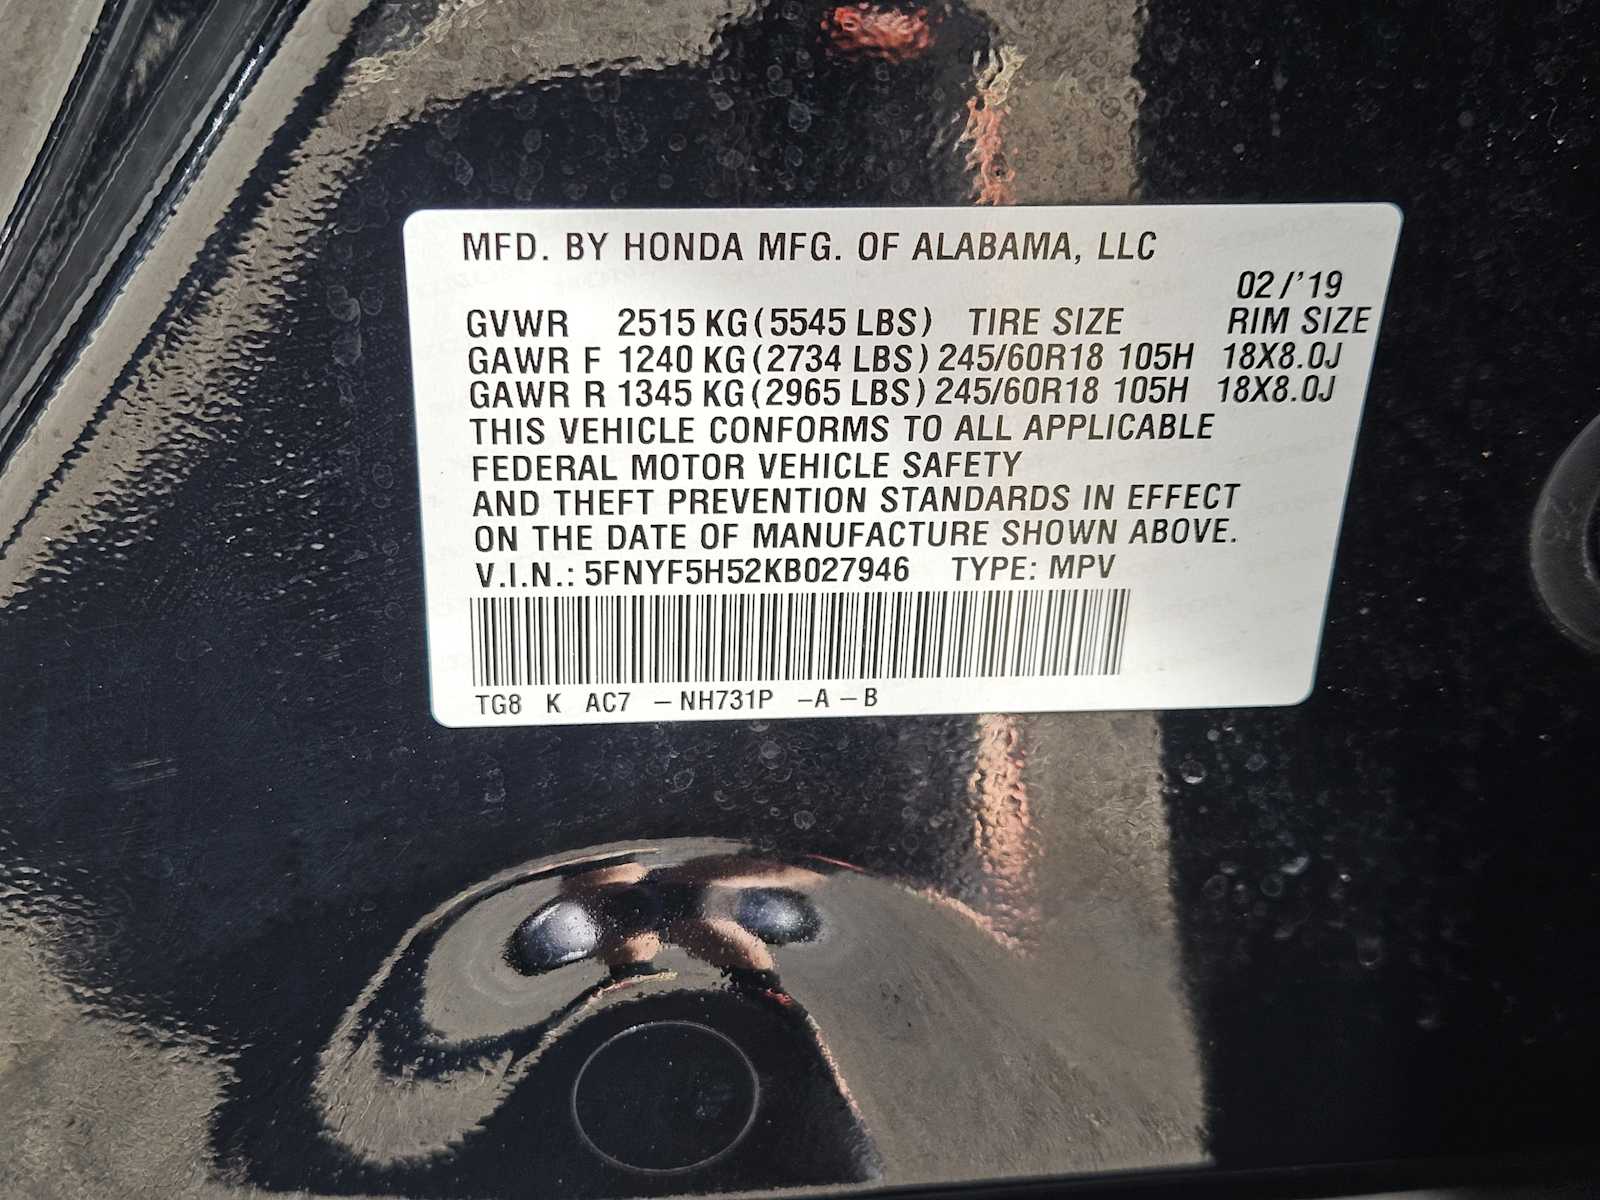 MFD. BY HONDA MFG. OF ALABAMA, LLC
02/'19
GVWR 2515 KG (5545 LBS) TIRE SIZE RIM SIZE
GAWR F 1240 KG (2734 LBS) 245/60R18 105H 18X8.0J
GAWR R 1345 KG (2965 LBS) 245/60R18 105H 18X8.0J
THIS VEHICLE CONFORMS TO ALL APPLICABLE
FEDERAL MOTOR VEHICLE SAFETY
AND THEFT PREVENTION STANDARDS IN EFFECT
ON THE DATE OF MANUFACTURE SHOWN ABOVE.
V.I.N.: 5FNYF5H52KB027946 TYPE: MPV
TG8 K AC7 – NH731P –A –B